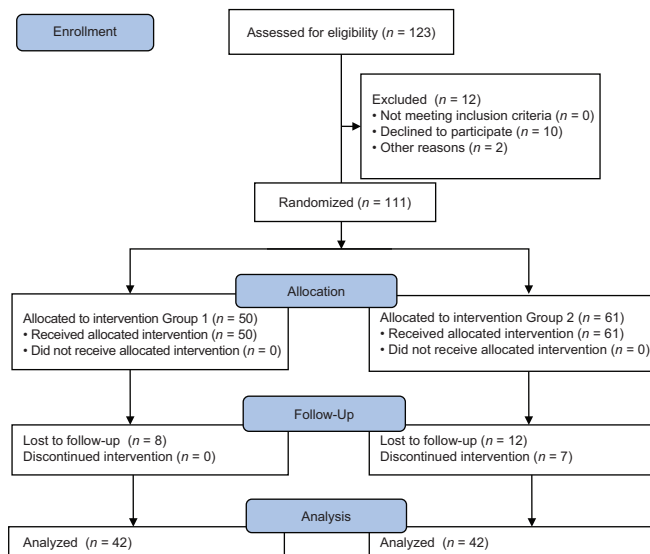 Enrollment
Assessed for eligibility (n = 123)
Excluded (n = 12)
• Not meeting inclusion criteria (n = 0)
• Declined to participate (n = 10)
• Other reasons (n = 2)
Randomized (n = 111)
Allocation
Allocated to intervention Group 1 (n = 50)
• Received allocated intervention (n = 50)
• Did not receive allocated intervention (n = 0)
Allocated to intervention Group 2 (n = 61)
• Received allocated intervention (n = 61)
• Did not receive allocated intervention (n = 0)
Follow-Up
Lost to follow-up (n = 8)
Discontinued intervention (n = 0)
Lost to follow-up (n = 12)
Discontinued intervention (n = 7)
Analysis
Analyzed (n = 42)
Analyzed (n = 42)